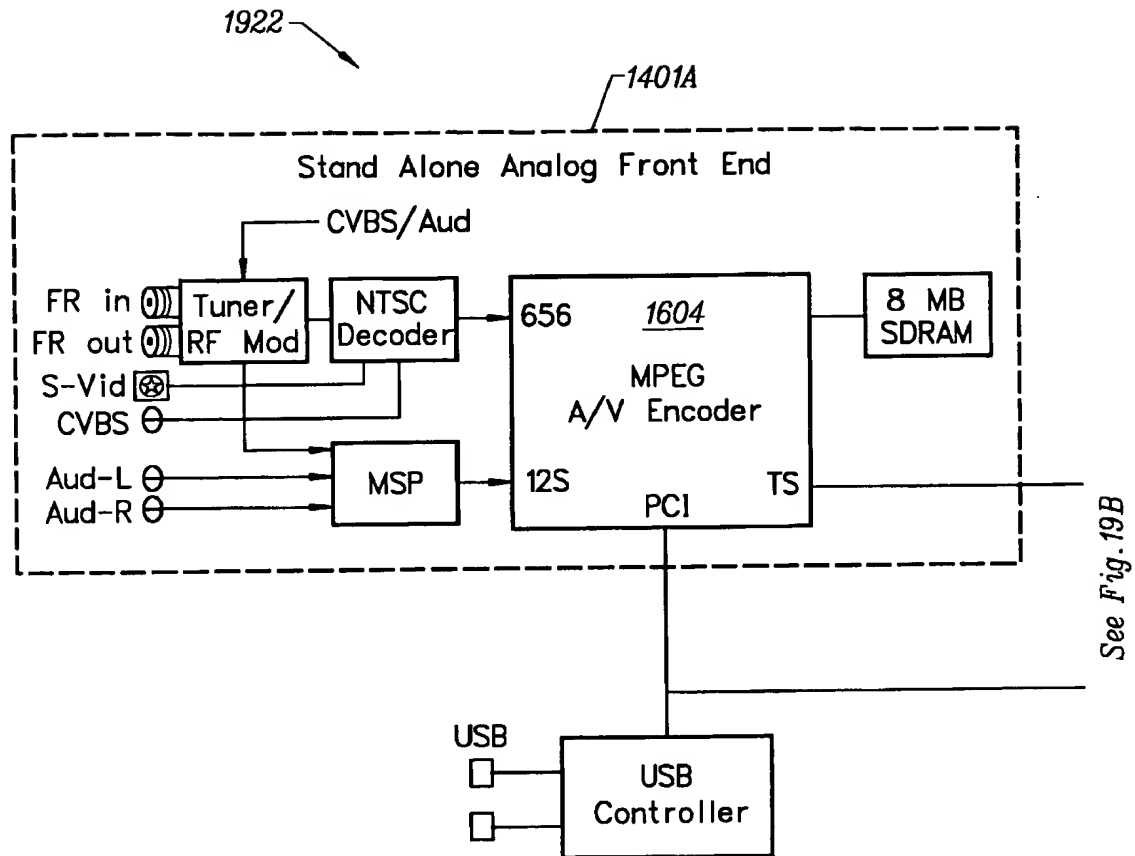 1922
1401A
Stand Alone Analog Front End
CVBS/Aud
FR in
FR out
S-Vid
CVBS
Aud-L
Aud-R
Tuner/
RF Mod
NTSC
Decoder
MSP
656
1604
MPEG
A/V Encoder
12S
TS
PCI
8 MB
SDRAM
See Fig. 19B
USB
USB
Controller